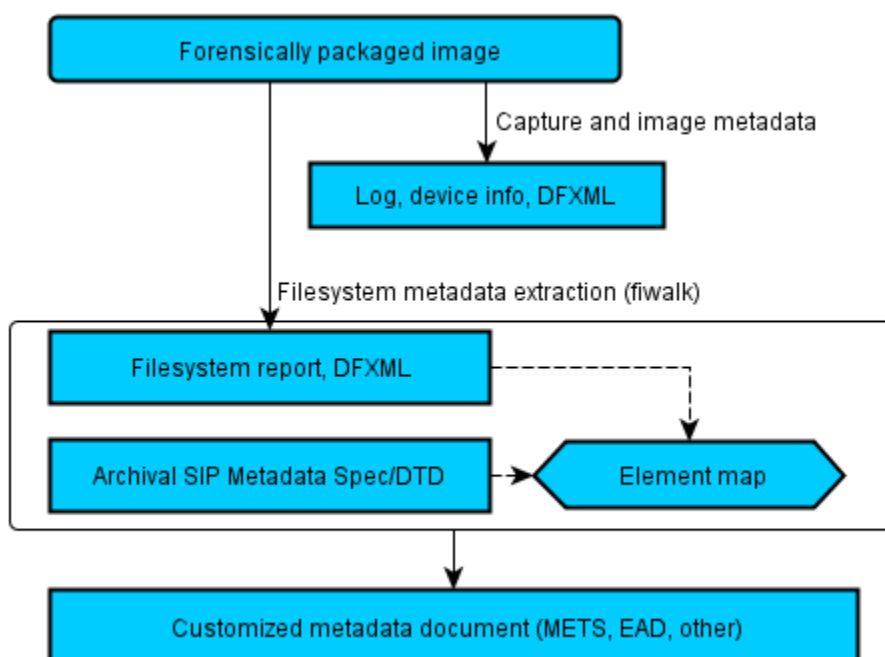 Forensically packaged image
Capture and image metadata
Log, device info, DFXML
Filesystem metadata extraction (fiwalk)
Filesystem report, DFXML
Archival SIP Metadata Spec/DTD
Element map
Customized metadata document (METS, EAD, other)